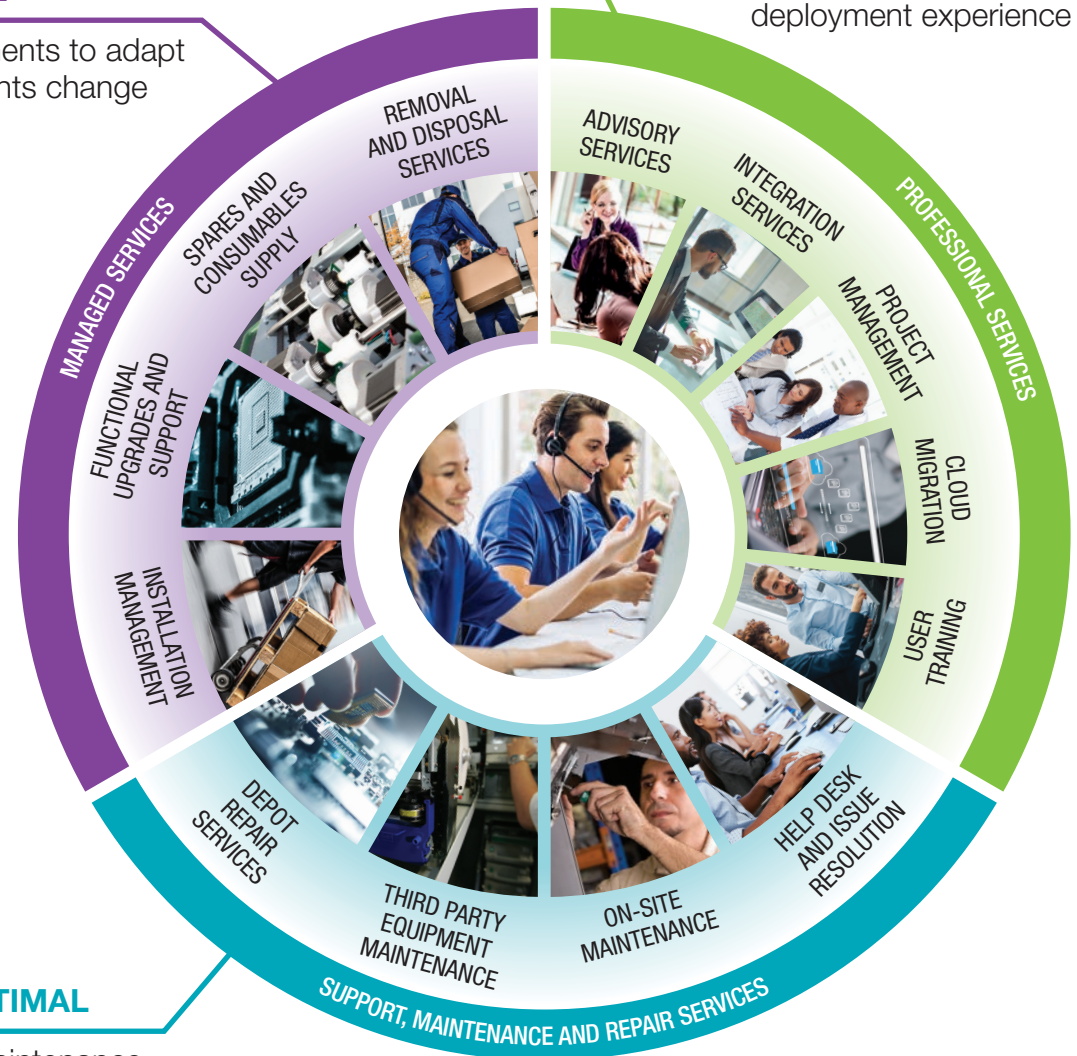 deployment experience
ents to adapt
nts change
MANAGED SERVICES
REMOVAL
AND DISPOSAL
SERVICES
SPARES AND
CONSUMABLES
SUPPLY
FUNCTIONAL
UPGRADES AND
SUPPORT
INSTALLATION
MANAGEMENT
PROFESSIONAL SERVICES
ADVISORY
SERVICES
INTEGRATION
SERVICES
PROJECT
MANAGEMENT
CLOUD
MIGRATION
USER
TRAINING
HELP DESK
AND ISSUE
RESOLUTION
ON-SITE
MAINTENANCE
THIRD PARTY
EQUIPMENT
MAINTENANCE
DEPOT
REPAIR
SERVICES
SUPPORT, MAINTENANCE AND REPAIR SERVICES
TIMAL
intenance